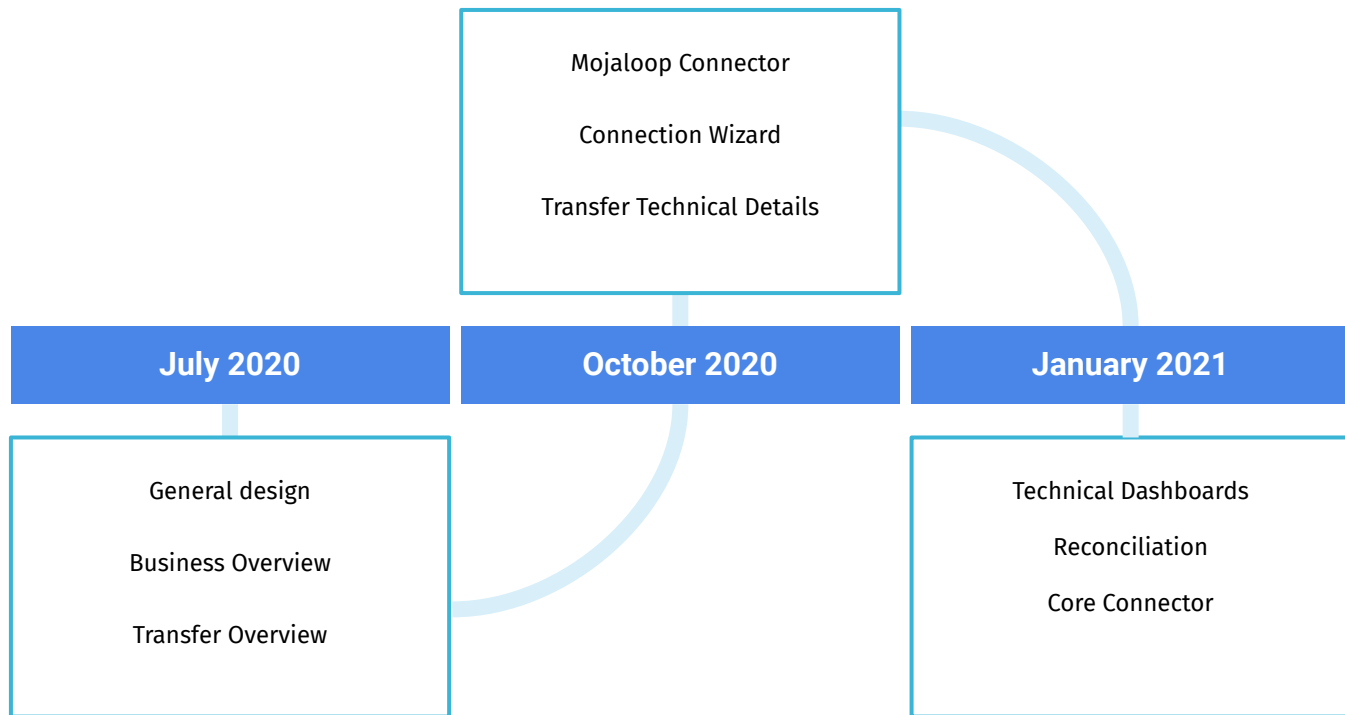 Mojaloop Connector
Connection Wizard
Transfer Technical Details
July 2020
October 2020
January 2021
General design
Business Overview
Transfer Overview
Technical Dashboards
Reconciliation
Core Connector